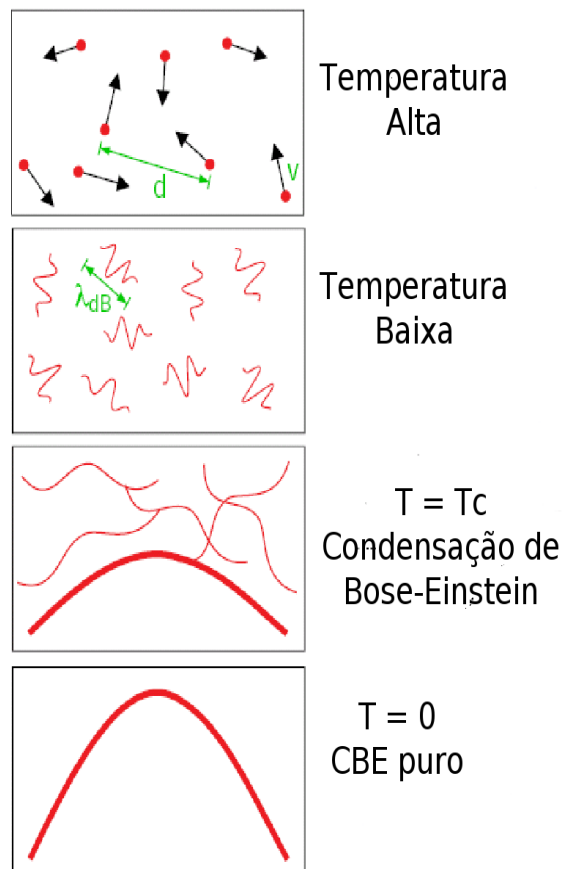 Temperatura
Alta
d
v
Temperatura
Baixa
λdB
T = Tc
Condensação de
Bose-Einstein
T = 0
CBE puro